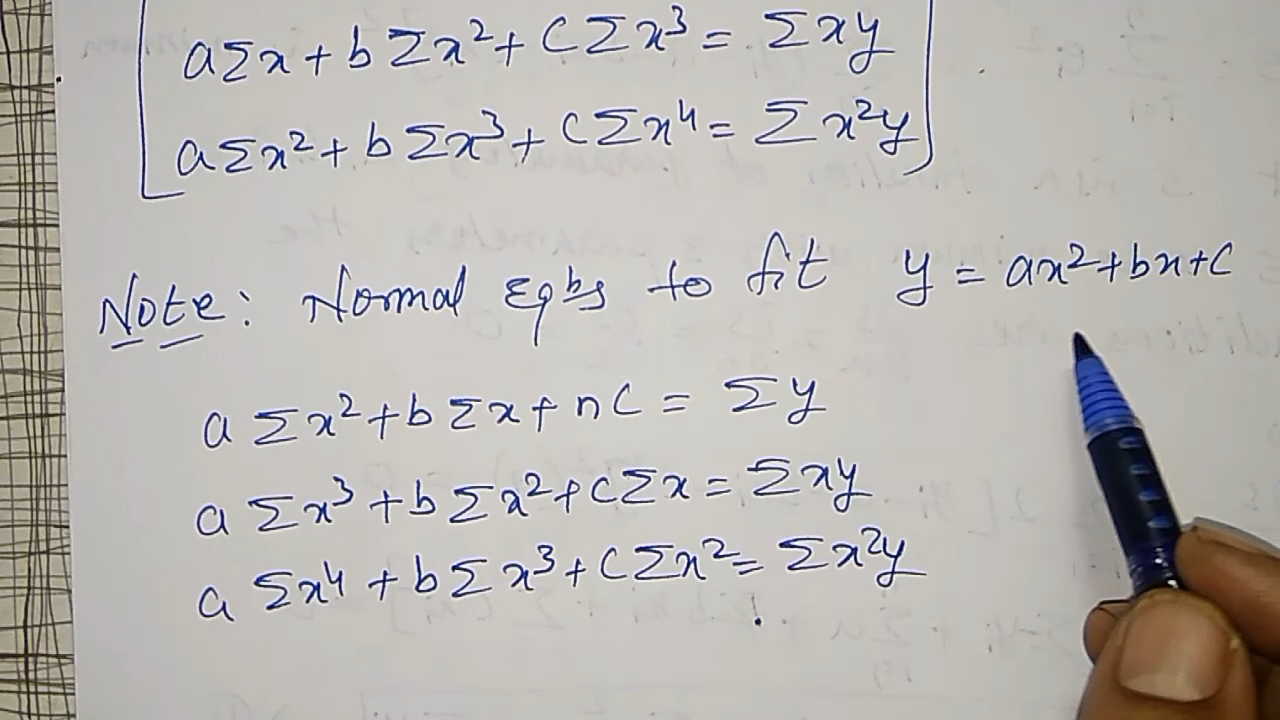 aΣx + bΣx² + CΣx³ = Σxy
aΣx² + bΣx³ + CΣx⁴ = Σx²y
Note: Normal Eqns to fit y = ax²+bx+c
aΣx² + bΣx + nc = Σy
aΣx³ + bΣx² + cΣx = Σxy
aΣx⁴ + bΣx³ + cΣx² = Σx²y